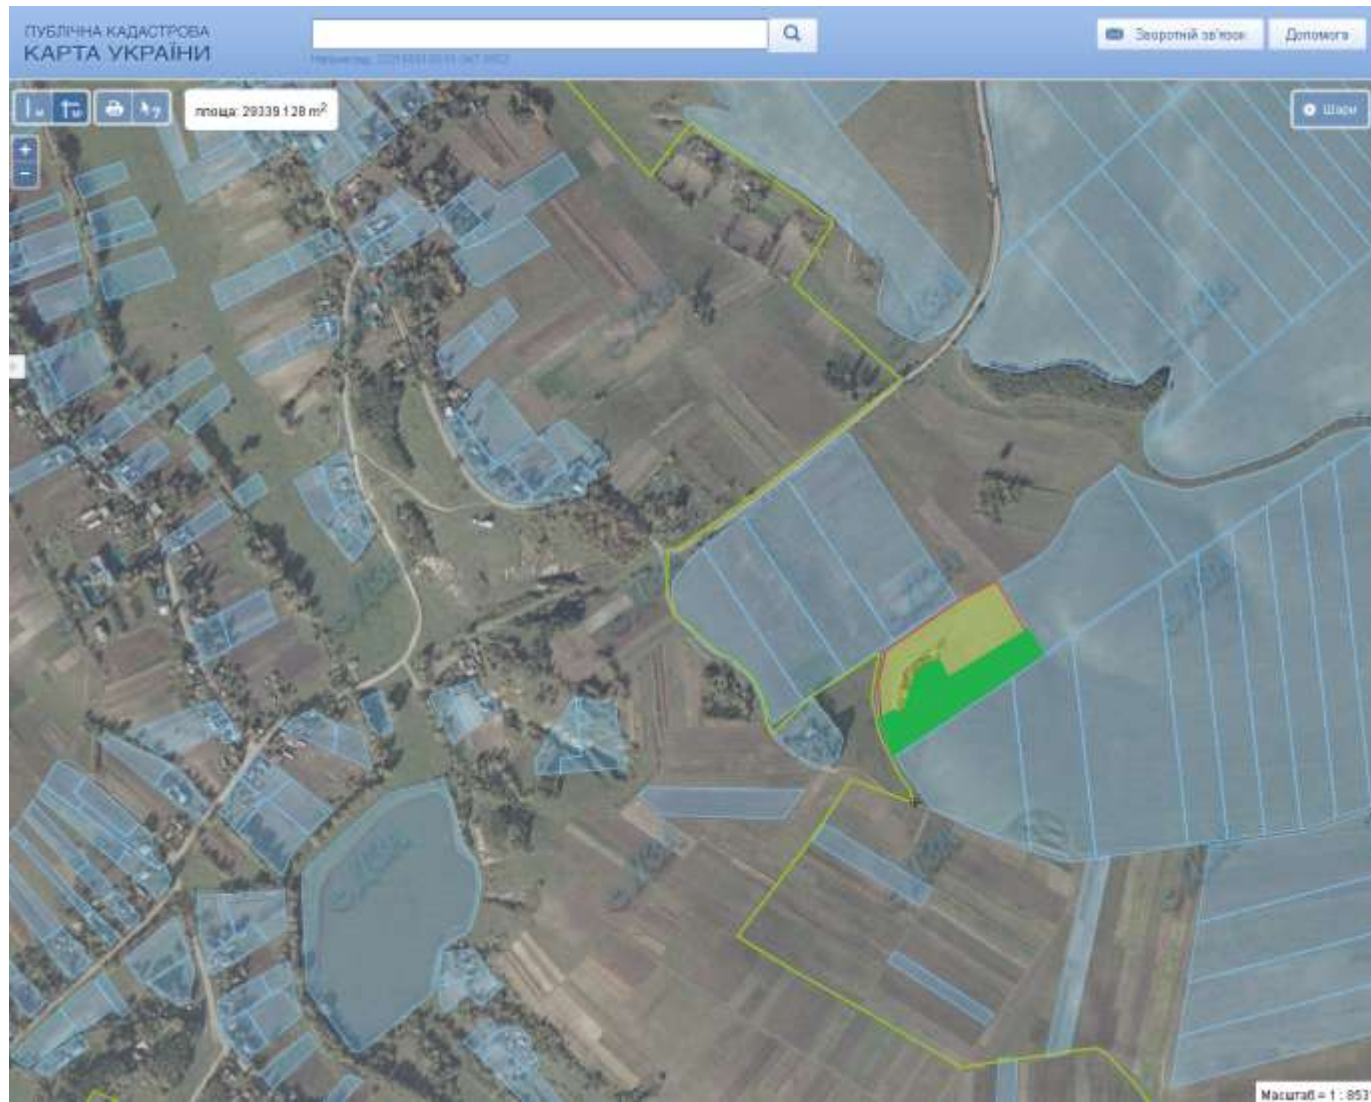 ПУБЛІЧНА КАДАСТРОВА
КАРТА УКРАЇНИ
Зворотній зв'язок
Допомога
площа: 29339.128 m²
Шари
+
−
Масштаб = 1 : 853